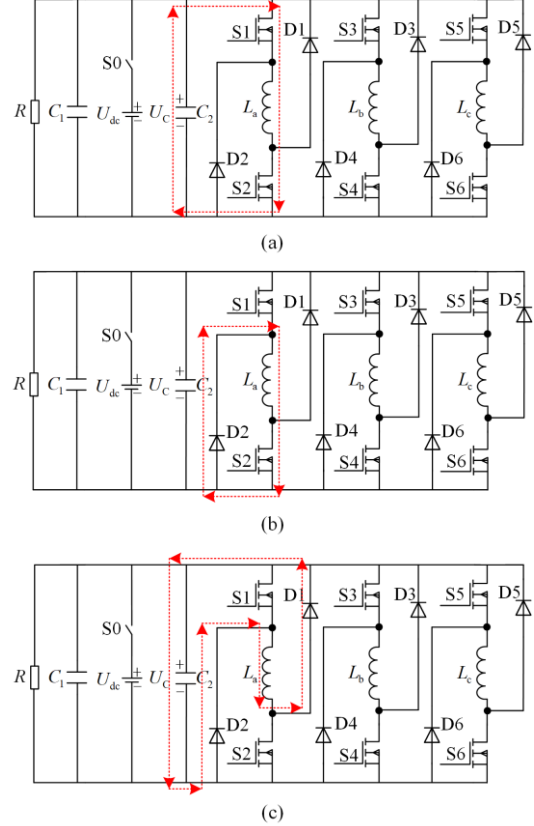 S1 D1 S3 D3 S5 D5
S0
R C1 Udc + − UC + − C2 La Lb Lc
D2 D4 D6
S2 S4 S6
(a)
S1 D1 S3 D3 S5 D5
S0
R C1 Udc + − UC + − C2 La Lb Lc
D2 D4 D6
S2 S4 S6
(b)
S1 D1 S3 D3 S5 D5
S0
R C1 Udc + − UC + − C2 La Lb Lc
D2 D4 D6
S2 S4 S6
(c)